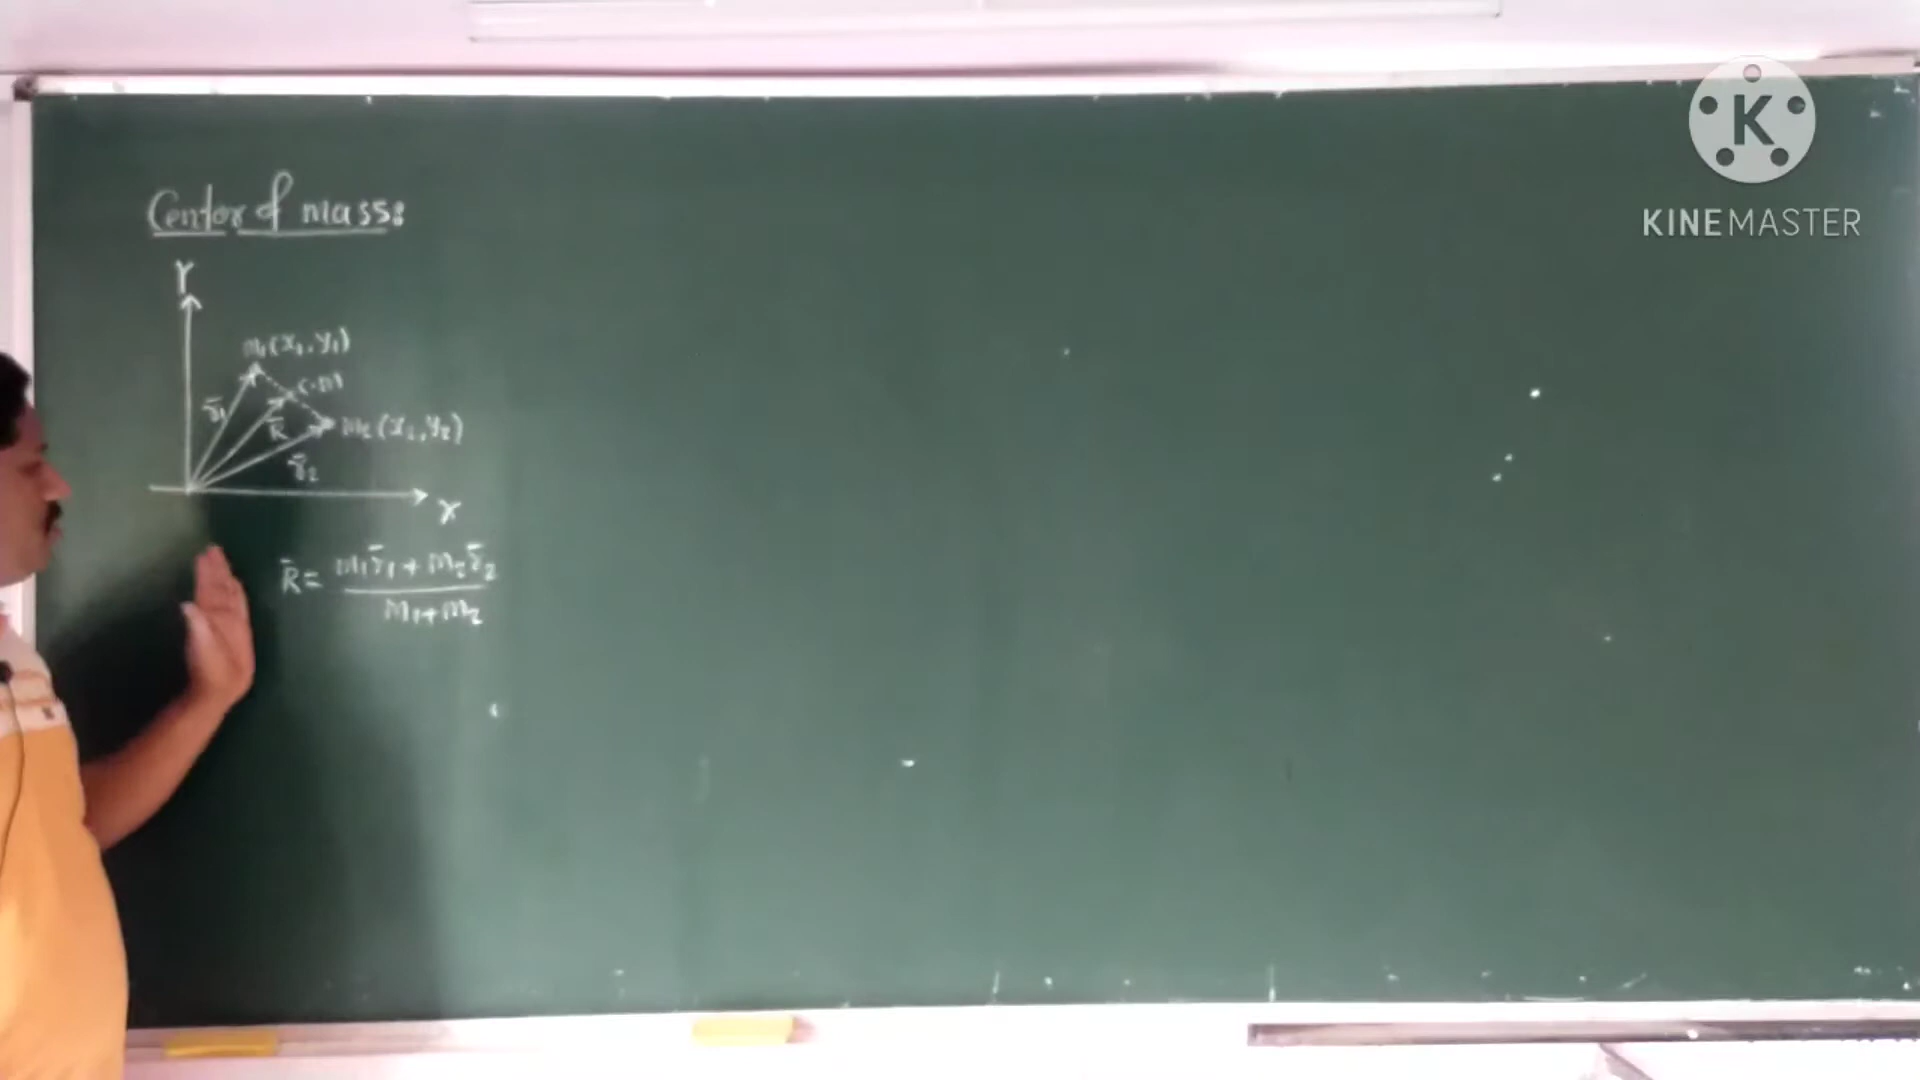 Center of mass:
Y
m₁(x₁, y₁)
c.m
r̄₁
R̄
m₂(x₂, y₂)
r̄₂
X
R̄ = (m₁r̄₁ + m₂r̄₂) / (m₁+m₂)
K
KINEMASTER